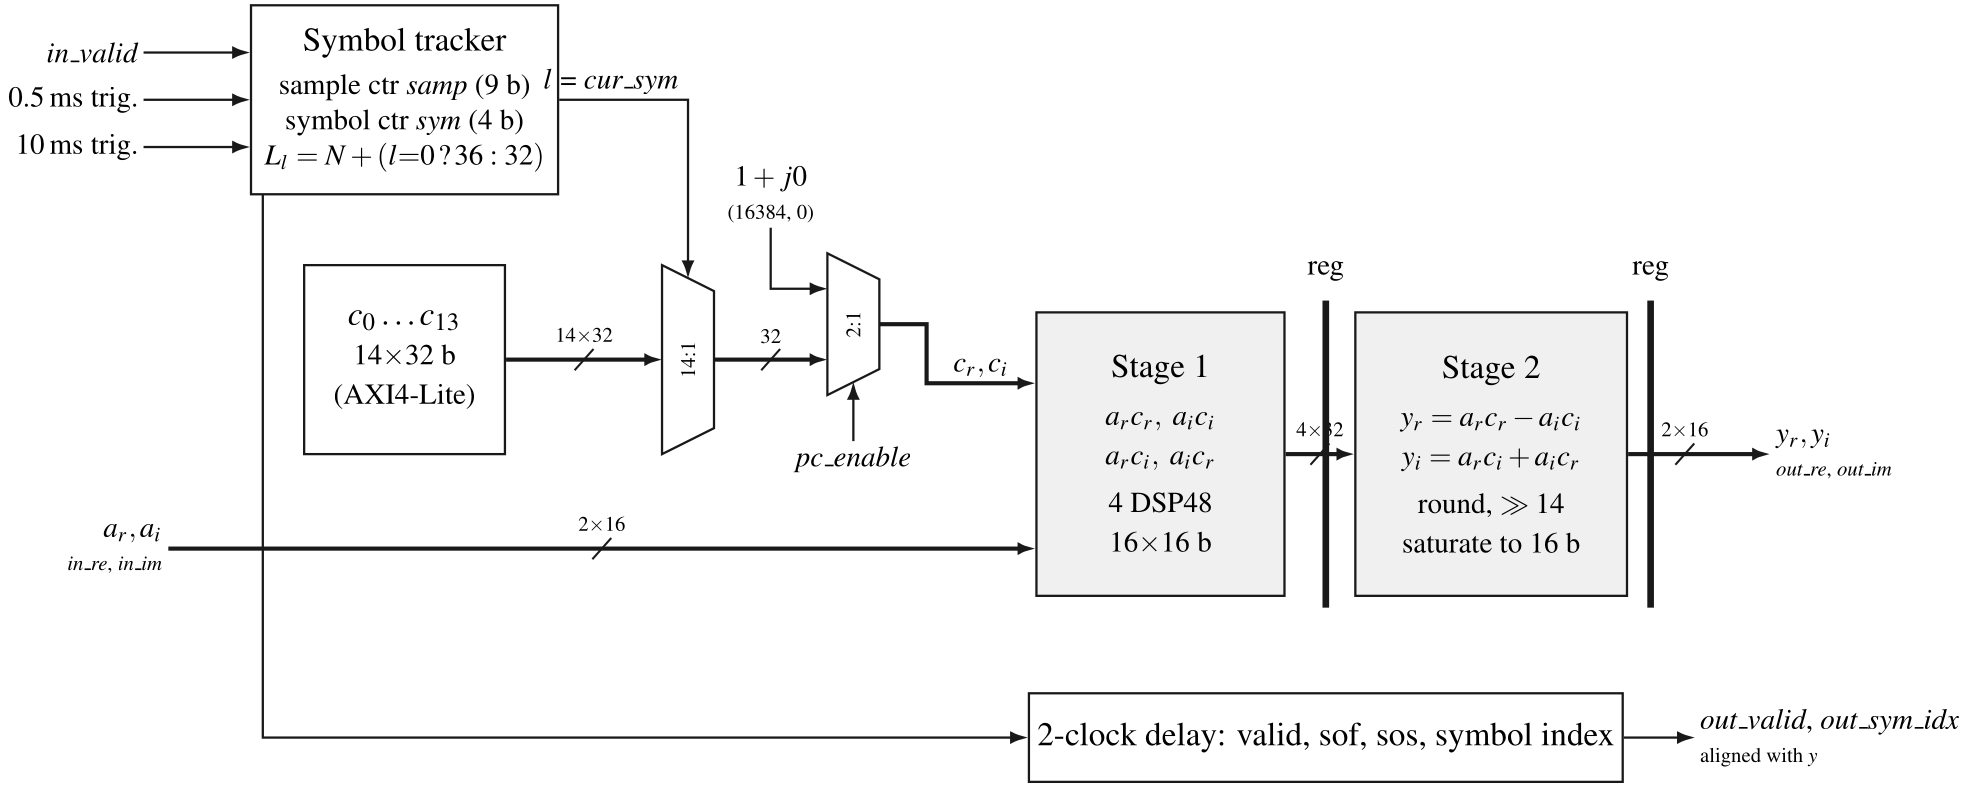 Symbol tracker
in_valid
0.5 ms trig.
10 ms trig.
sample ctr samp (9 b)
symbol ctr sym (4 b)
L_l = N + (l=0 ? 36 : 32)
l = cur_sym
1 + j0
(16384, 0)
c_0 … c_13
14×32 b
(AXI4-Lite)
14×32
14:1
32
2:1
pc_enable
c_r, c_i
a_r, a_i
in_re, in_im
2×16
Stage 1
a_r c_r, a_i c_i
a_r c_i, a_i c_r
4 DSP48
16×16 b
reg
4×32
Stage 2
y_r = a_r c_r − a_i c_i
y_i = a_r c_i + a_i c_r
round, ≫ 14
saturate to 16 b
reg
2×16
y_r, y_i
out_re, out_im
2-clock delay: valid, sof, sos, symbol index
out_valid, out_sym_idx
aligned with y